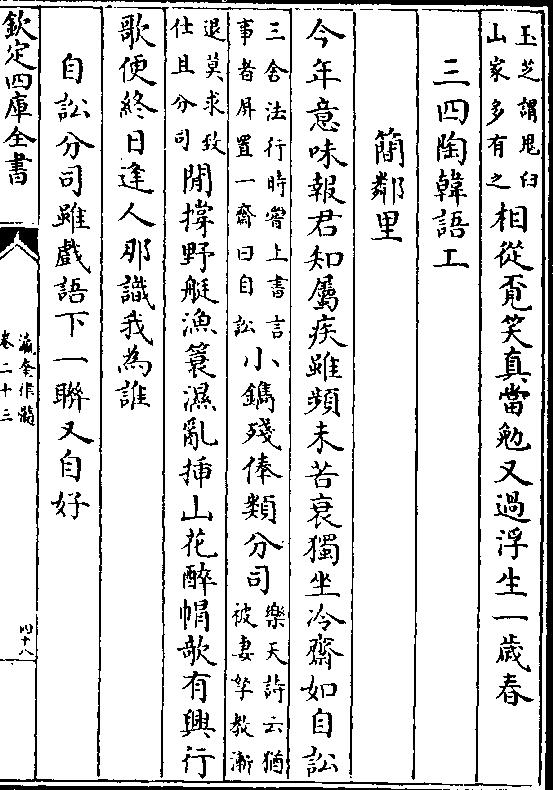 玉芝謂凫臼
山家多有之
相從覔笑真當勉又過浮生一歲春
三四陶韓語工
簡鄰里
今年意味報君知屬疾雖頻未苦衰獨坐冷齋如自訟
三舍法行時嘗上書言
事者屏置一齋曰自訟
小鐫殘俸類分司
樂天詩云猶
被妻孥教漸
退莫求致
仕且分司
閒撐野艇漁簑濕亂揷山花醉帽欹有興行
歌便終日逢人那識我為誰
自訟分司雖戲語下一聯又自好
欽定四庫全書
瀛奎律髓
卷二十三
四十八